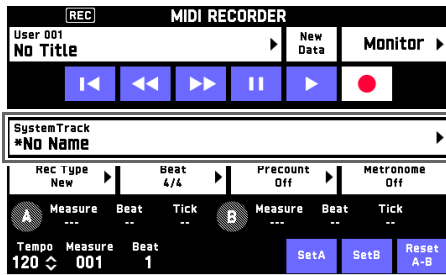 REC MIDI RECORDER
User 001
No Title
New
Data
Monitor
SystemTrack
*No Name
Rec Type
New
Beat
4/4
Precount
Off
Metronome
Off
A Measure Beat Tick B Measure Beat Tick
--- -- --- --- -- ---
Tempo Measure Beat
120 001 1
SetA SetB Reset
A-B